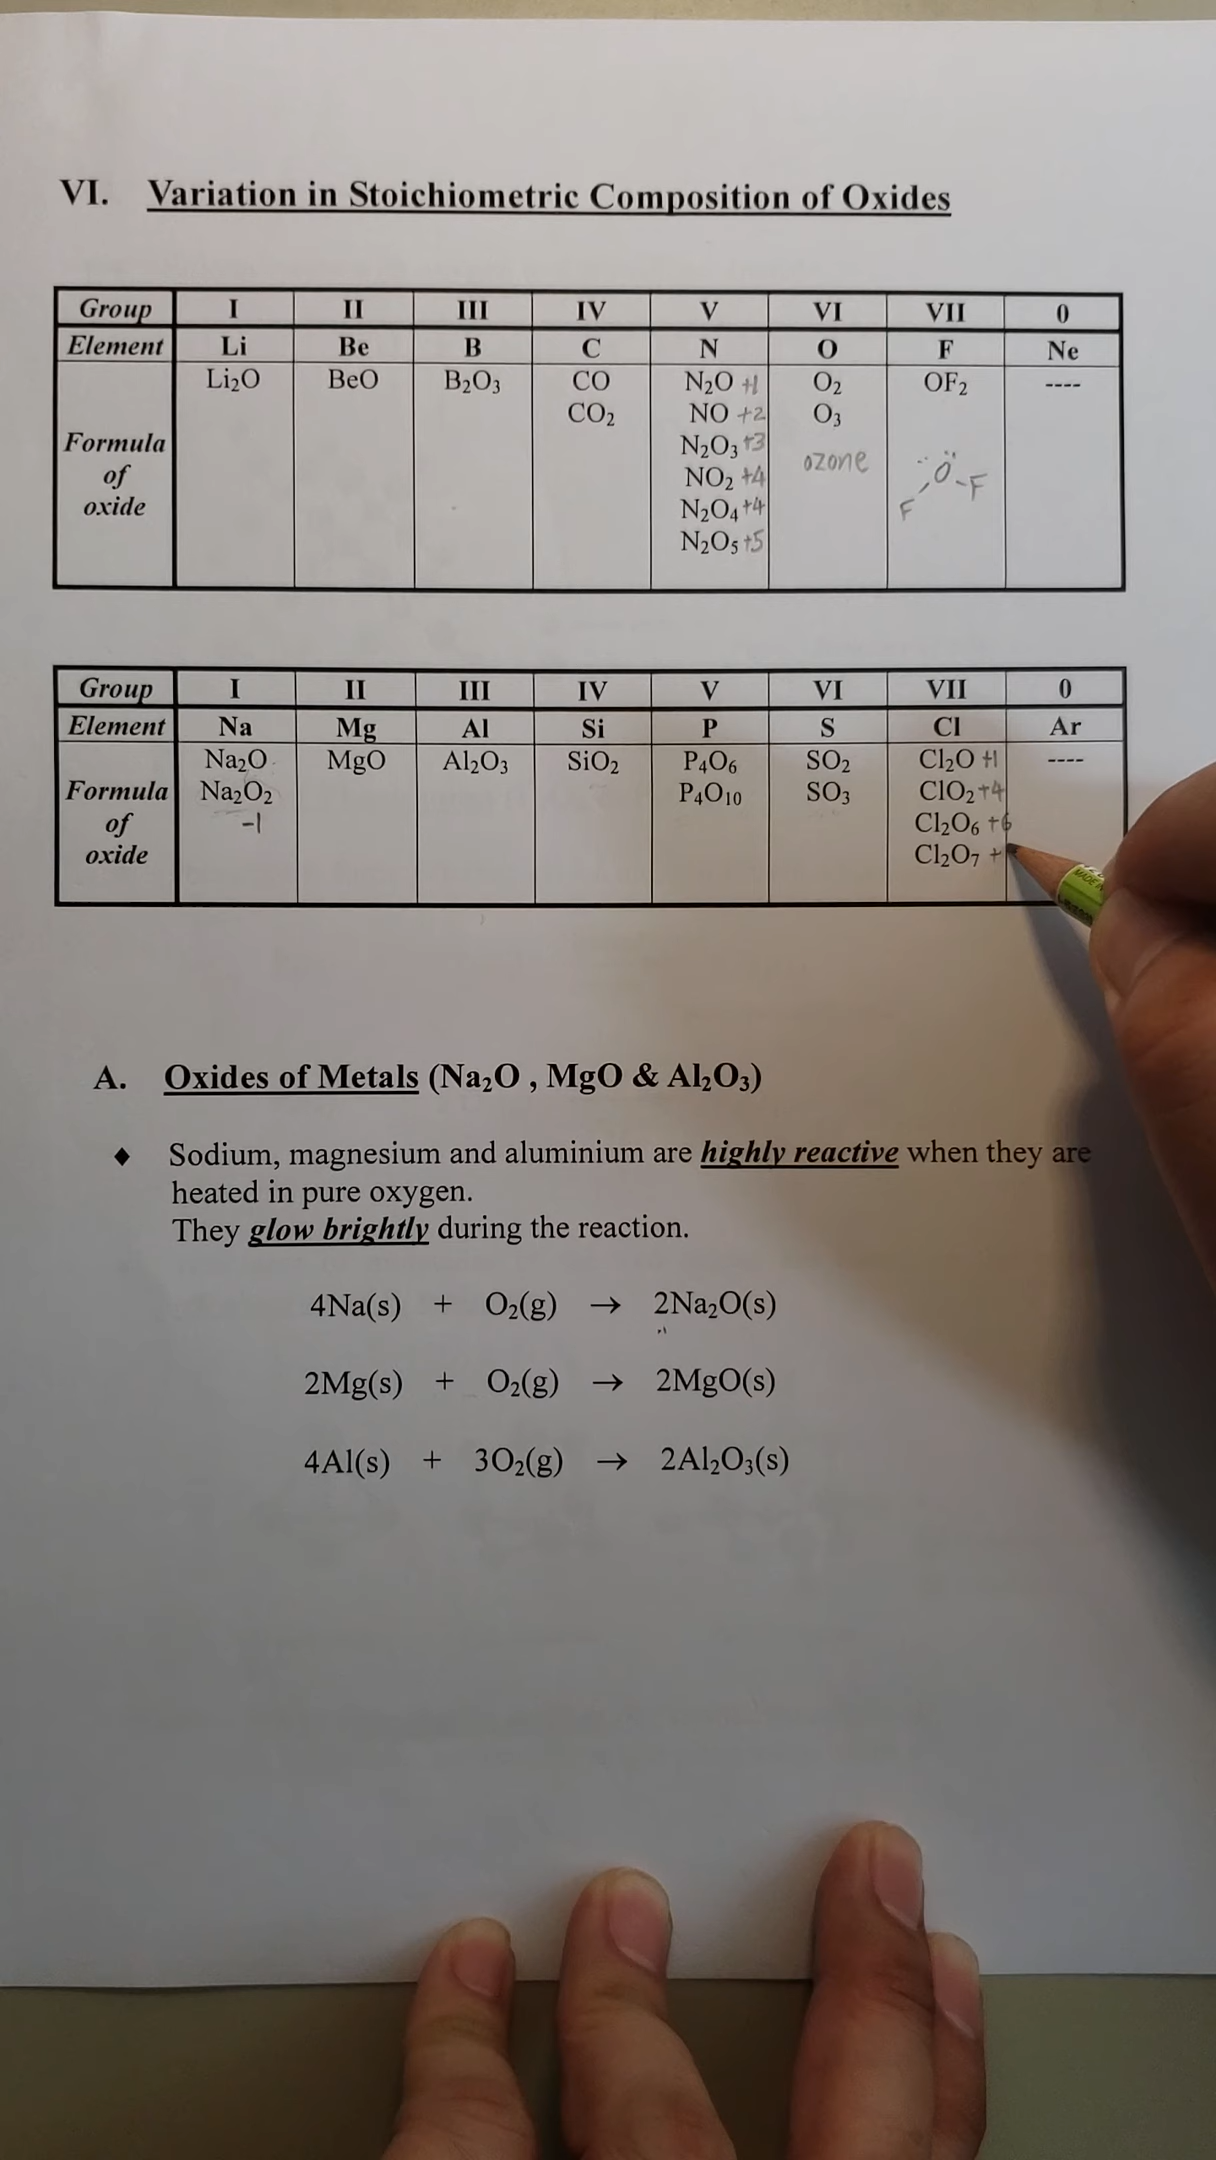 VI. Variation in Stoichiometric Composition of Oxides
Group I II III IV V VI VII 0
Element Li Be B C N O F Ne
Formula of oxide
Li₂O BeO B₂O₃ CO N₂O +1 O₂ OF₂ ----
CO₂ NO +2 O₃
N₂O₃ +3
ozone
NO₂ +4
O
F
F
N₂O₄ +4
N₂O₅ +5
Group I II III IV V VI VII 0
Element Na Mg Al Si P S Cl Ar
Formula of oxide
Na₂O MgO Al₂O₃ SiO₂ P₄O₆ SO₂ Cl₂O +1 ----
Na₂O₂ P₄O₁₀ SO₃ ClO₂ +4
-1 Cl₂O₆ +6
Cl₂O₇ +
A. Oxides of Metals (Na₂O , MgO & Al₂O₃)
♦ Sodium, magnesium and aluminium are highly reactive when they are
heated in pure oxygen.
They glow brightly during the reaction.
4Na(s) + O₂(g) → 2Na₂O(s)
2Mg(s) + O₂(g) → 2MgO(s)
4Al(s) + 3O₂(g) → 2Al₂O₃(s)